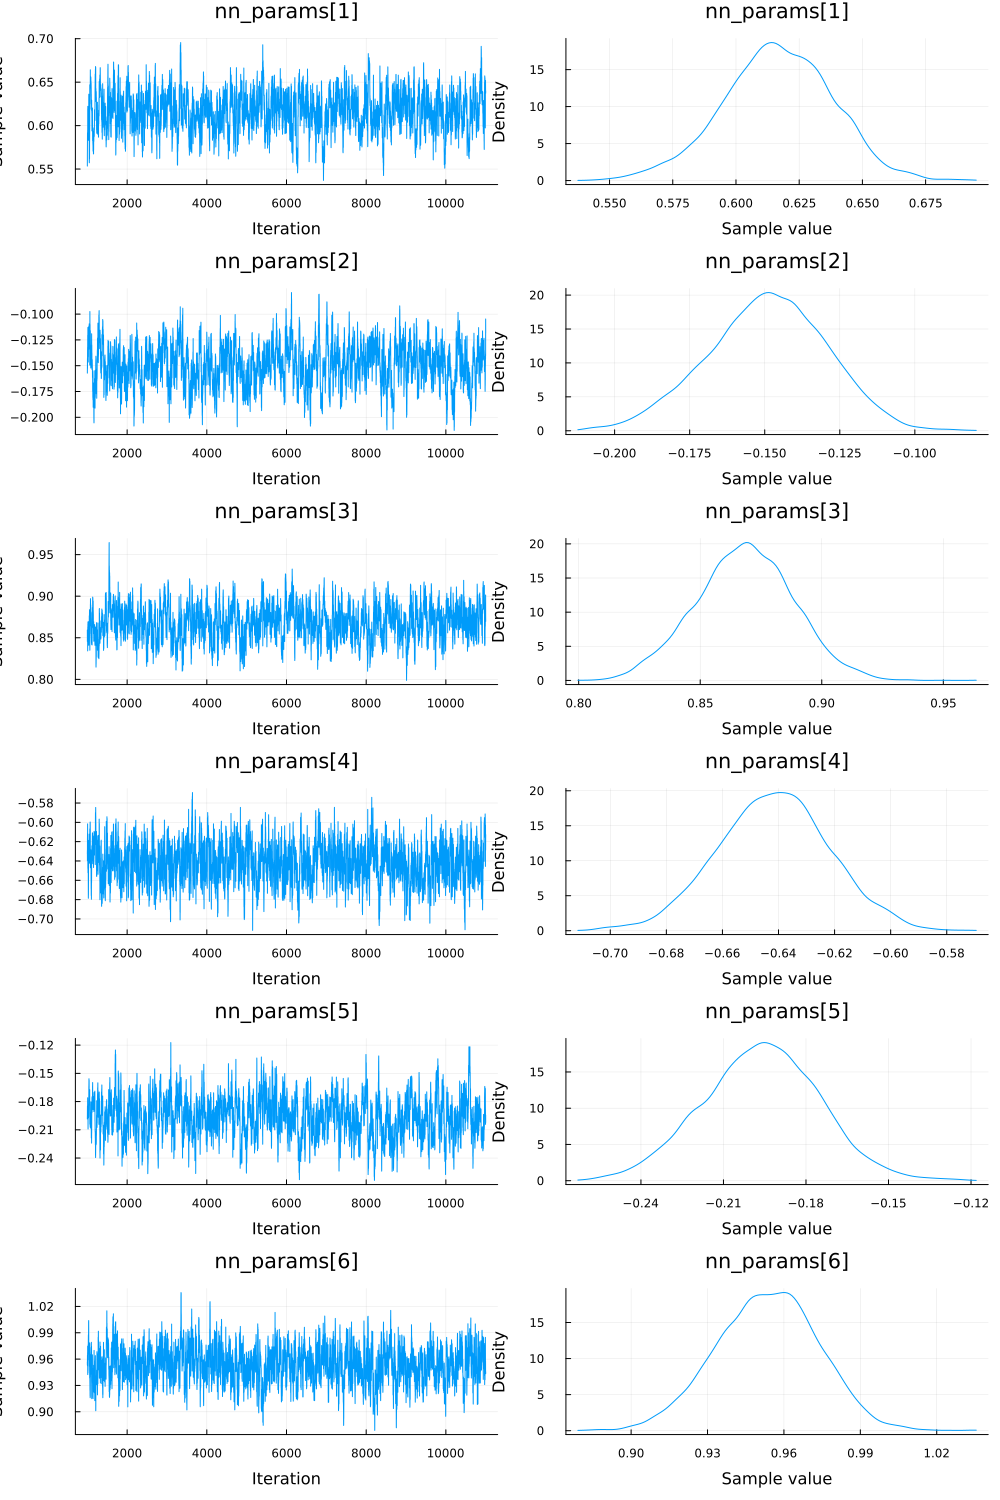 nn_params[1] nn_params[1]
0.70
0.65
0.60
0.55
2000 4000 6000 8000 10000
Iteration
Density
15
10
5
0
0.550 0.575 0.600 0.625 0.650 0.675
Sample value
nn_params[2] nn_params[2]
−0.100
−0.125
−0.150
−0.175
−0.200
2000 4000 6000 8000 10000
Iteration
Density
20
15
10
5
0
−0.200 −0.175 −0.150 −0.125 −0.100
Sample value
nn_params[3] nn_params[3]
0.95
0.90
0.85
0.80
2000 4000 6000 8000 10000
Iteration
Density
20
15
10
5
0
0.80 0.85 0.90 0.95
Sample value
nn_params[4] nn_params[4]
−0.58
−0.60
−0.62
−0.64
−0.66
−0.68
−0.70
2000 4000 6000 8000 10000
Iteration
Density
20
15
10
5
0
−0.70 −0.68 −0.66 −0.64 −0.62 −0.60 −0.58
Sample value
nn_params[5] nn_params[5]
−0.12
−0.15
−0.18
−0.21
−0.24
2000 4000 6000 8000 10000
Iteration
Density
15
10
5
0
−0.24 −0.21 −0.18 −0.15 −0.12
Sample value
nn_params[6] nn_params[6]
1.02
0.99
0.96
0.93
0.90
2000 4000 6000 8000 10000
Iteration
Density
15
10
5
0
0.90 0.93 0.96 0.99 1.02
Sample value